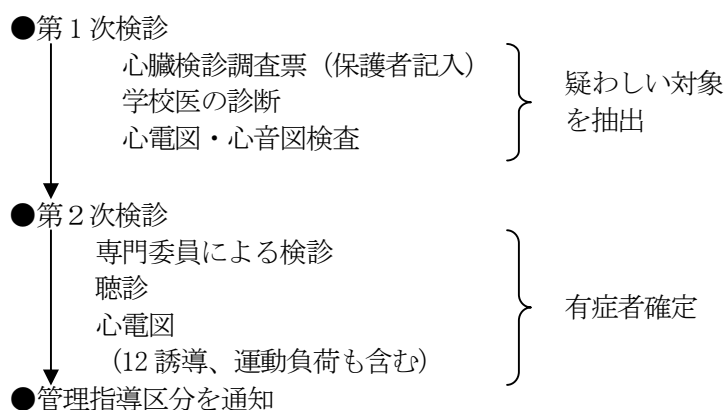 ●第1次検診
心臓検診調査票（保護者記入）
学校医の診断
心電図・心音図検査
疑わしい対象
を抽出
●第2次検診
専門委員による検診
聴診
心電図
（12誘導、運動負荷も含む）
有症者確定
●管理指導区分を通知